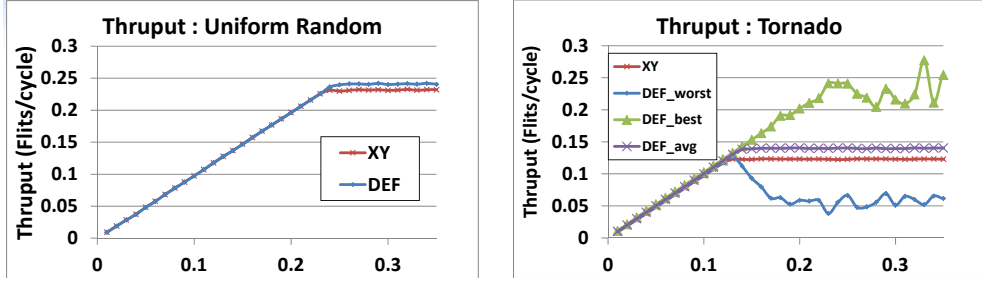 Thruput : Uniform Random
Thruput (Flits/cycle)
0.3
0.25
0.2
0.15
0.1
0.05
0
0
0.1
0.2
0.3
XY
DEF
Thruput : Tornado
Thruput (Flits/cycle)
0.3
0.25
0.2
0.15
0.1
0.05
0
0
0.1
0.2
0.3
XY
DEF_worst
DEF_best
DEF_avg